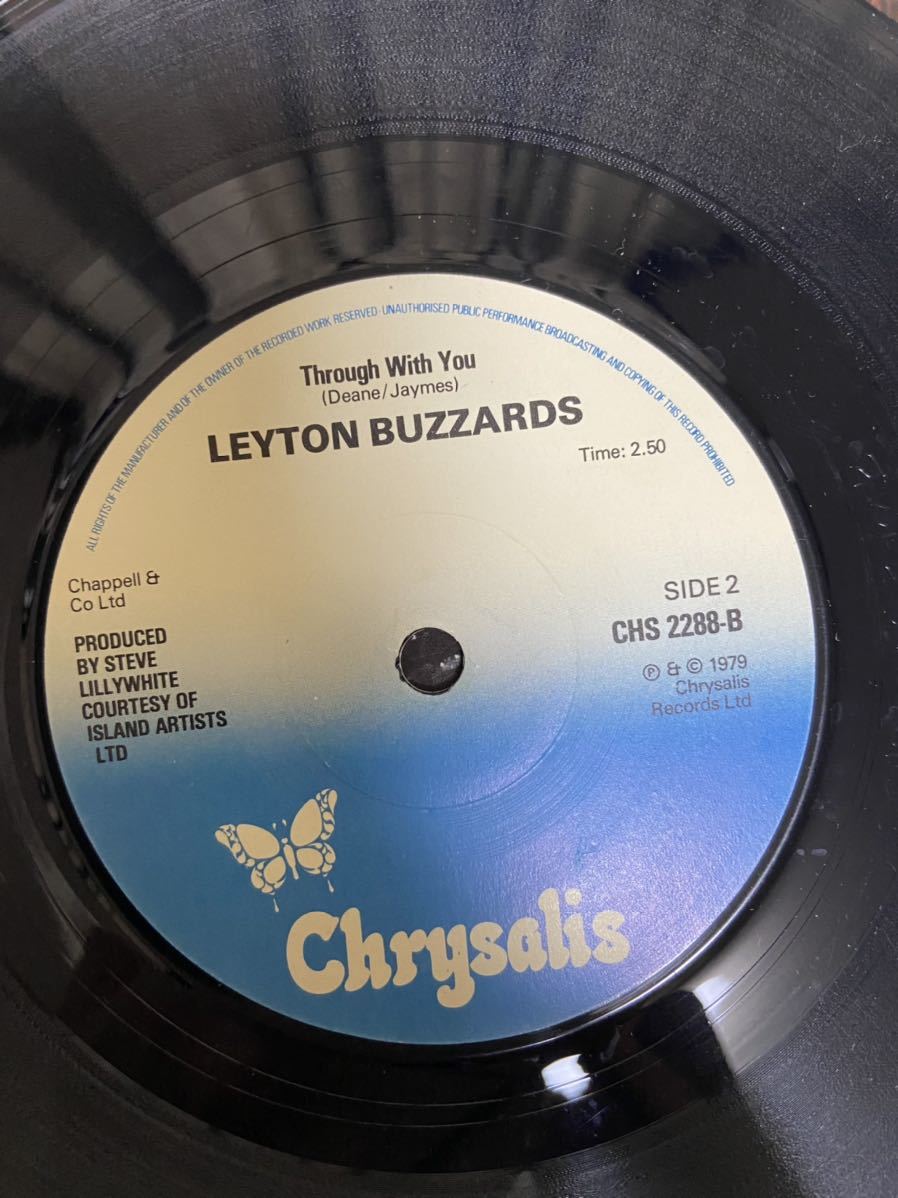 ALL RIGHTS OF THE MANUFACTURER AND OF THE OWNER OF THE RECORDED WORK RESERVED · UNAUTHORISED PUBLIC PERFORMANCE BROADCASTING AND COPYING OF THIS RECORD PROHIBITED
Through With You
(Deane/Jaymes)
LEYTON BUZZARDS
Time: 2.50
Chappell &
Co Ltd
PRODUCED
BY STEVE
LILLYWHITE
COURTESY OF
ISLAND ARTISTS
LTD
SIDE 2
CHS 2288-B
℗ & © 1979
Chrysalis
Records Ltd
Chrysalis